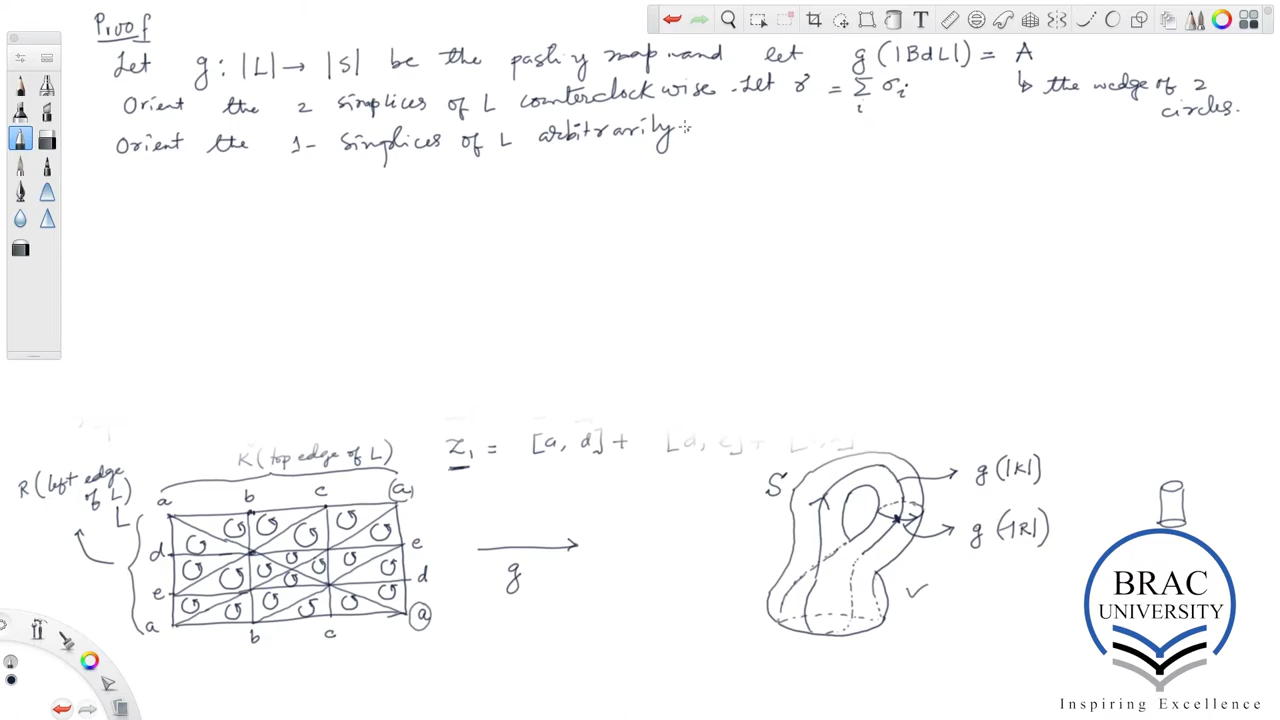 Proof
Let g : |L| → |S| be the pasting map and let g (|BdL|) = A
↳ the wedge of 2 circles.
Orient the 2 simplices of L counterclockwise. Let γ = ∑ᵢ σᵢ
Orient the 1- simplices of L arbitrarily.
z₁ = [a, d] + [d, e] +
K (top edge of L)
R (left edge of L)
L
a b c a
d e
e d
a b c a
g
S
g (|K|)
g (|R|)
BRAC
UNIVERSITY
Inspiring Excellence